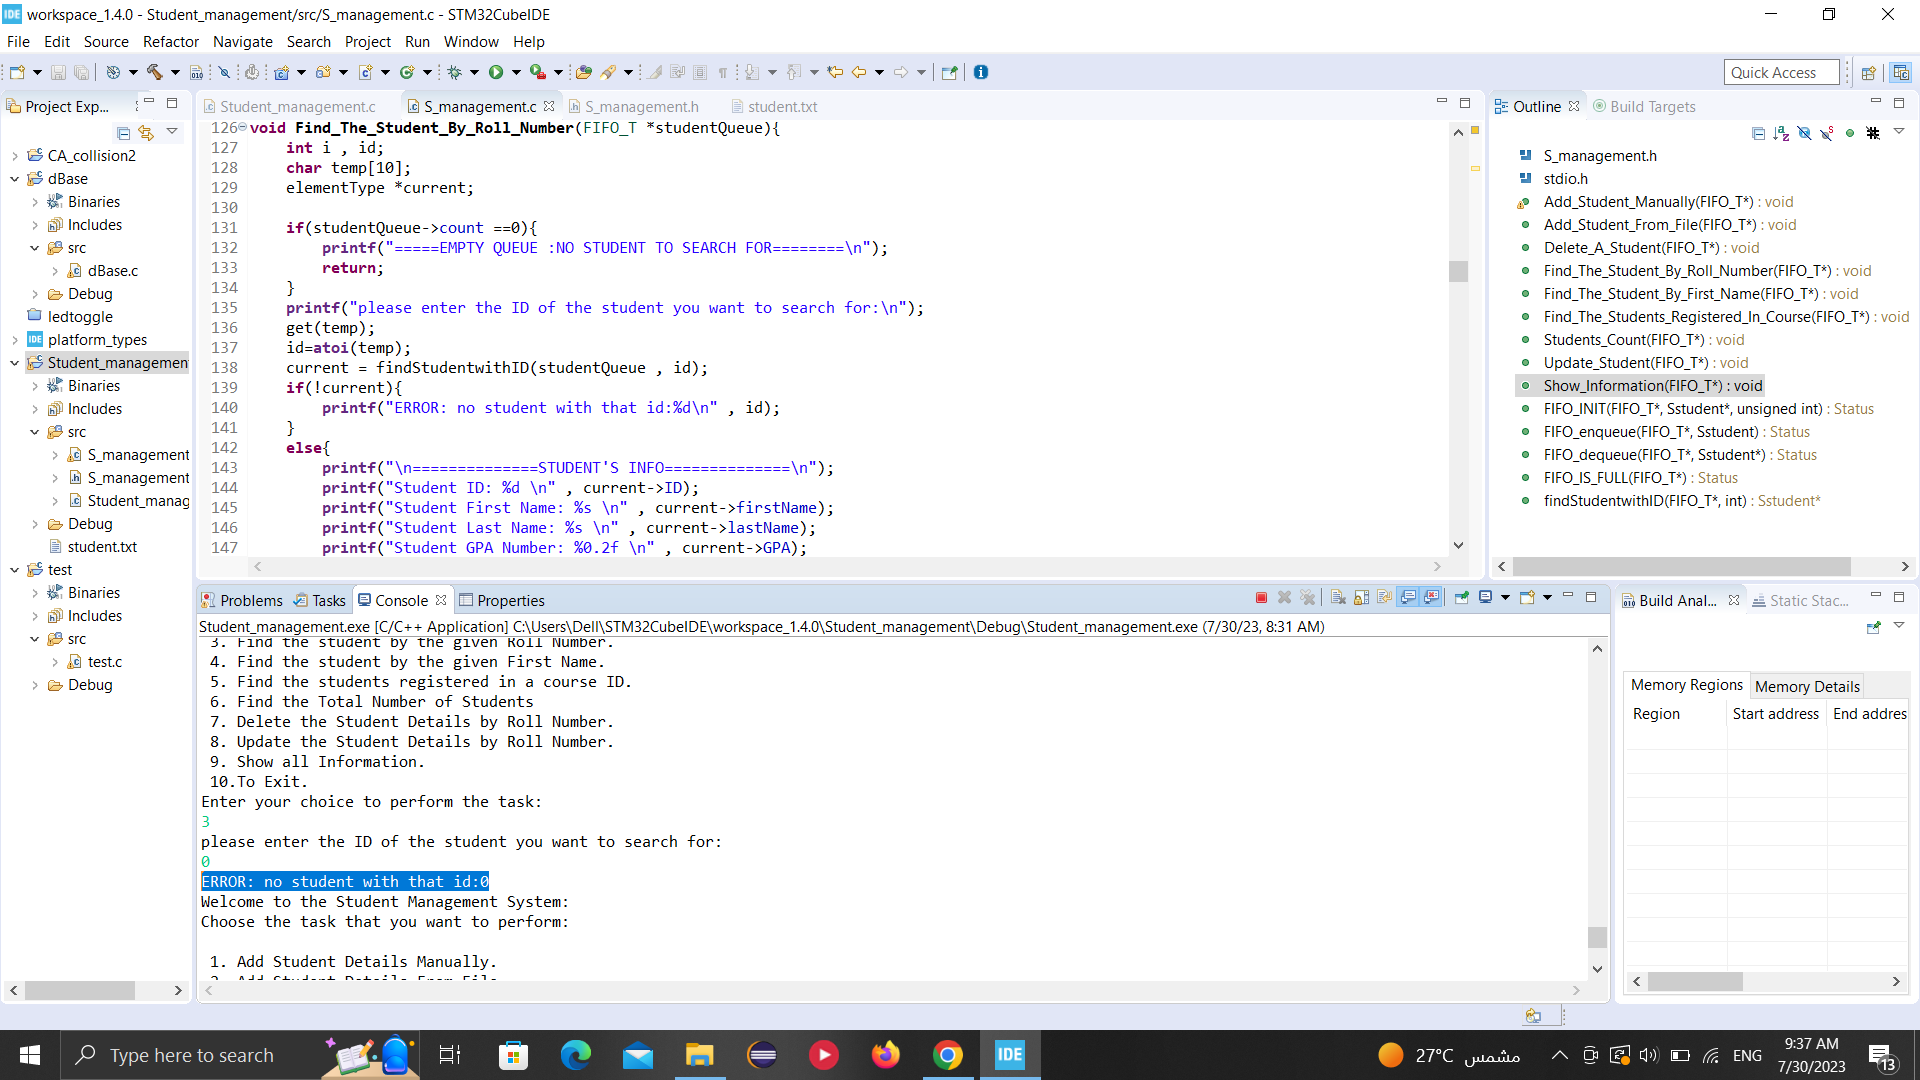 workspace_1.4.0 - Student_management/src/S_management.c - STM32CubeIDE
File Edit Source Refactor Navigate Search Project Run Window Help
Quick Access
Project Exp...
CA_collision2
dBase
Binaries
Includes
src
dBase.c
Debug
ledtoggle
platform_types
Student_managemen
Binaries
Includes
src
S_management
S_management
Student_manag
Debug
student.txt
test
Binaries
Includes
src
test.c
Debug
Student_management.c S_management.c S_management.h student.txt
126 void Find_The_Student_By_Roll_Number(FIFO_T *studentQueue){
127 int i , id;
128 char temp[10];
129 elementType *current;
130
131 if(studentQueue->count ==0){
132 printf("=====EMPTY QUEUE :NO STUDENT TO SEARCH FOR========\n");
133 return;
134 }
135 printf("please enter the ID of the student you want to search for:\n");
136 get(temp);
137 id=atoi(temp);
138 current = findStudentwithID(studentQueue , id);
139 if(!current){
140 printf("ERROR: no student with that id:%d\n" , id);
141 }
142 else{
143 printf("\n==============STUDENT'S INFO==============\n");
144 printf("Student ID: %d \n" , current->ID);
145 printf("Student First Name: %s \n" , current->firstName);
146 printf("Student Last Name: %s \n" , current->lastName);
147 printf("Student GPA Number: %0.2f \n" , current->GPA);
Outline Build Targets
S_management.h
stdio.h
Add_Student_Manually(FIFO_T*) : void
Add_Student_From_File(FIFO_T*) : void
Delete_A_Student(FIFO_T*) : void
Find_The_Student_By_Roll_Number(FIFO_T*) : void
Find_The_Student_By_First_Name(FIFO_T*) : void
Find_The_Students_Registered_In_Course(FIFO_T*) : void
Students_Count(FIFO_T*) : void
Update_Student(FIFO_T*) : void
Show_Information(FIFO_T*) : void
FIFO_INIT(FIFO_T*, Sstudent*, unsigned int) : Status
FIFO_enqueue(FIFO_T*, Sstudent) : Status
FIFO_dequeue(FIFO_T*, Sstudent*) : Status
FIFO_IS_FULL(FIFO_T*) : Status
findStudentwithID(FIFO_T*, int) : Sstudent*
Problems Tasks Console Properties
Student_management.exe [C/C++ Application] C:\Users\Dell\STM32CubeIDE\workspace_1.4.0\Student_management\Debug\Student_management.exe (7/30/23, 8:31 AM)
3. Find the student by the given Roll Number.
4. Find the student by the given First Name.
5. Find the students registered in a course ID.
6. Find the Total Number of Students
7. Delete the Student Details by Roll Number.
8. Update the Student Details by Roll Number.
9. Show all Information.
10.To Exit.
Enter your choice to perform the task:
3
please enter the ID of the student you want to search for:
0
ERROR: no student with that id:0
Welcome to the Student Management System:
Choose the task that you want to perform:
1. Add Student Details Manually.
2. Add Student Details From File
Build Anal... Static Stac...
Memory Regions Memory Details
Region Start address End addres
Type here to search
IDE
27°C مشمس
ENG
9:37 AM
7/30/2023
13